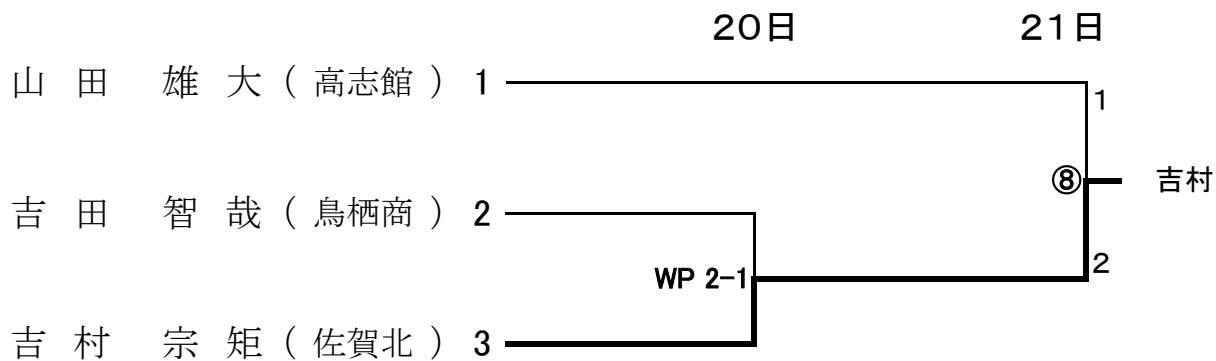 20日 21日
山田 雄大 ( 高志館 ) 1
1
⑧ 吉村
吉田 智哉 ( 鳥栖商 ) 2
WP 2-1
2
吉村 宗矩 ( 佐賀北 ) 3